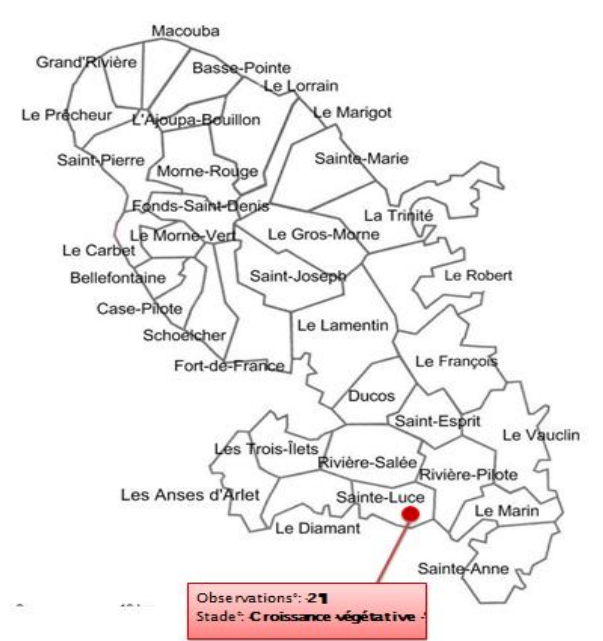 Macouba
Grand'Rivière
Basse-Pointe
Le Lorrain
Le Prêcheur
L'Ajoupa-Bouillon
Le Marigot
Saint-Pierre
Morne-Rouge
Sainte-Marie
Fonds-Saint-Denis
La Trinité
Le Morne-Vert
Le Gros-Morne
Le Carbet
Bellefontaine
Saint-Joseph
Le Robert
Case-Pilote
Schoelcher
Le Lamentin
Fort-de-France
Le François
Ducos
Saint-Esprit
Le Vauclin
Les Trois-Îlets
Rivière-Salée
Rivière-Pilote
Les Anses d'Arlet
Sainte-Luce
Le Marin
Le Diamant
Sainte-Anne
Observations°: -2¶
Stade°: Croissance végétative